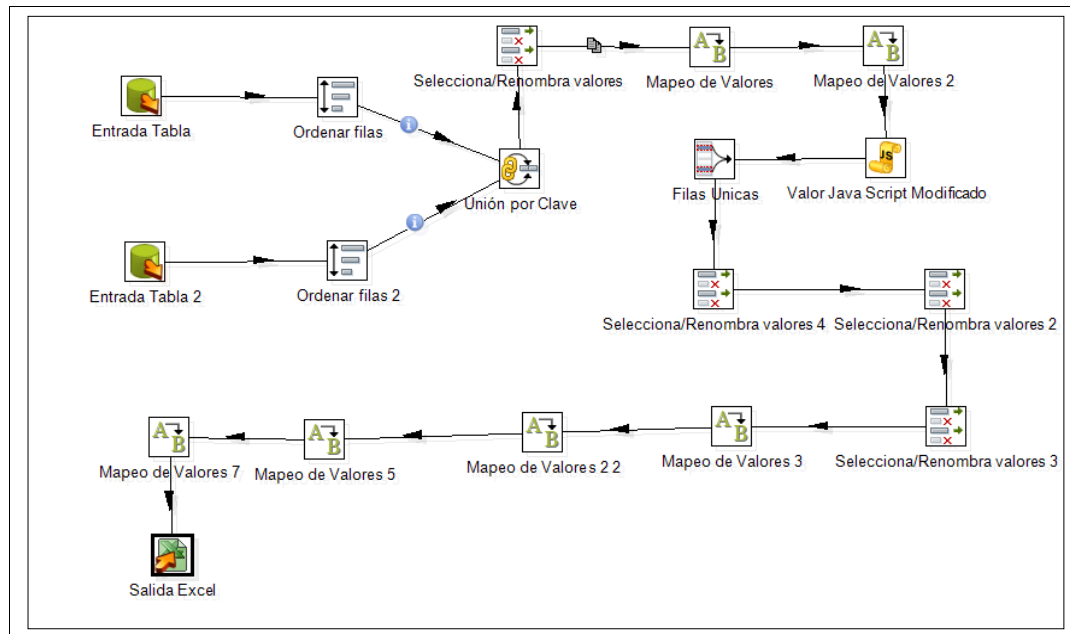 Selecciona/Renombra valores
Mapeo de Valores
Mapeo de Valores 2
Entrada Tabla
Ordenar filas
Unión por Clave
Filas Unicas
Valor Java Script Modificado
JS
Entrada Tabla 2
Ordenar filas 2
Selecciona/Renombra valores 4
Selecciona/Renombra valores 2
Mapeo de Valores 7
Mapeo de Valores 5
Mapeo de Valores 2 2
Mapeo de Valores 3
Selecciona/Renombra valores 3
Salida Excel